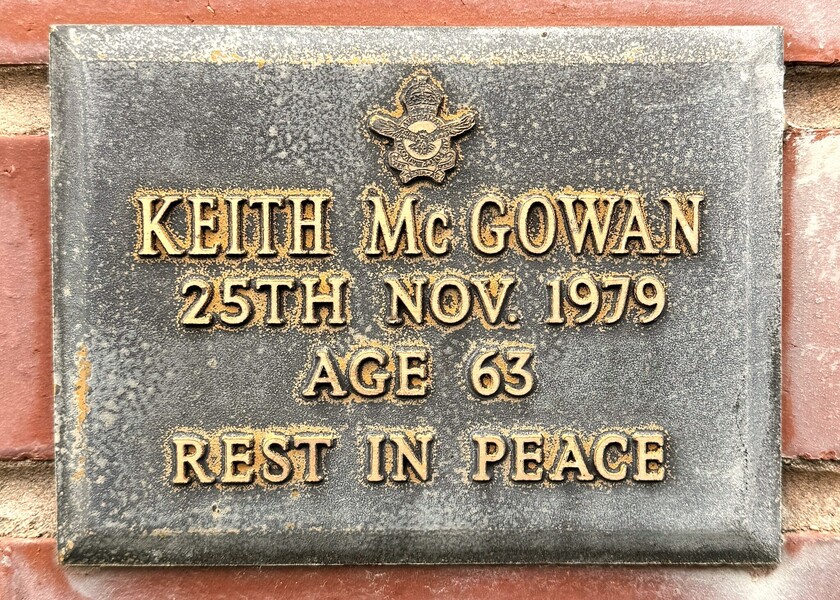 KEITH McGOWAN
25TH NOV. 1979
AGE 63
REST IN PEACE